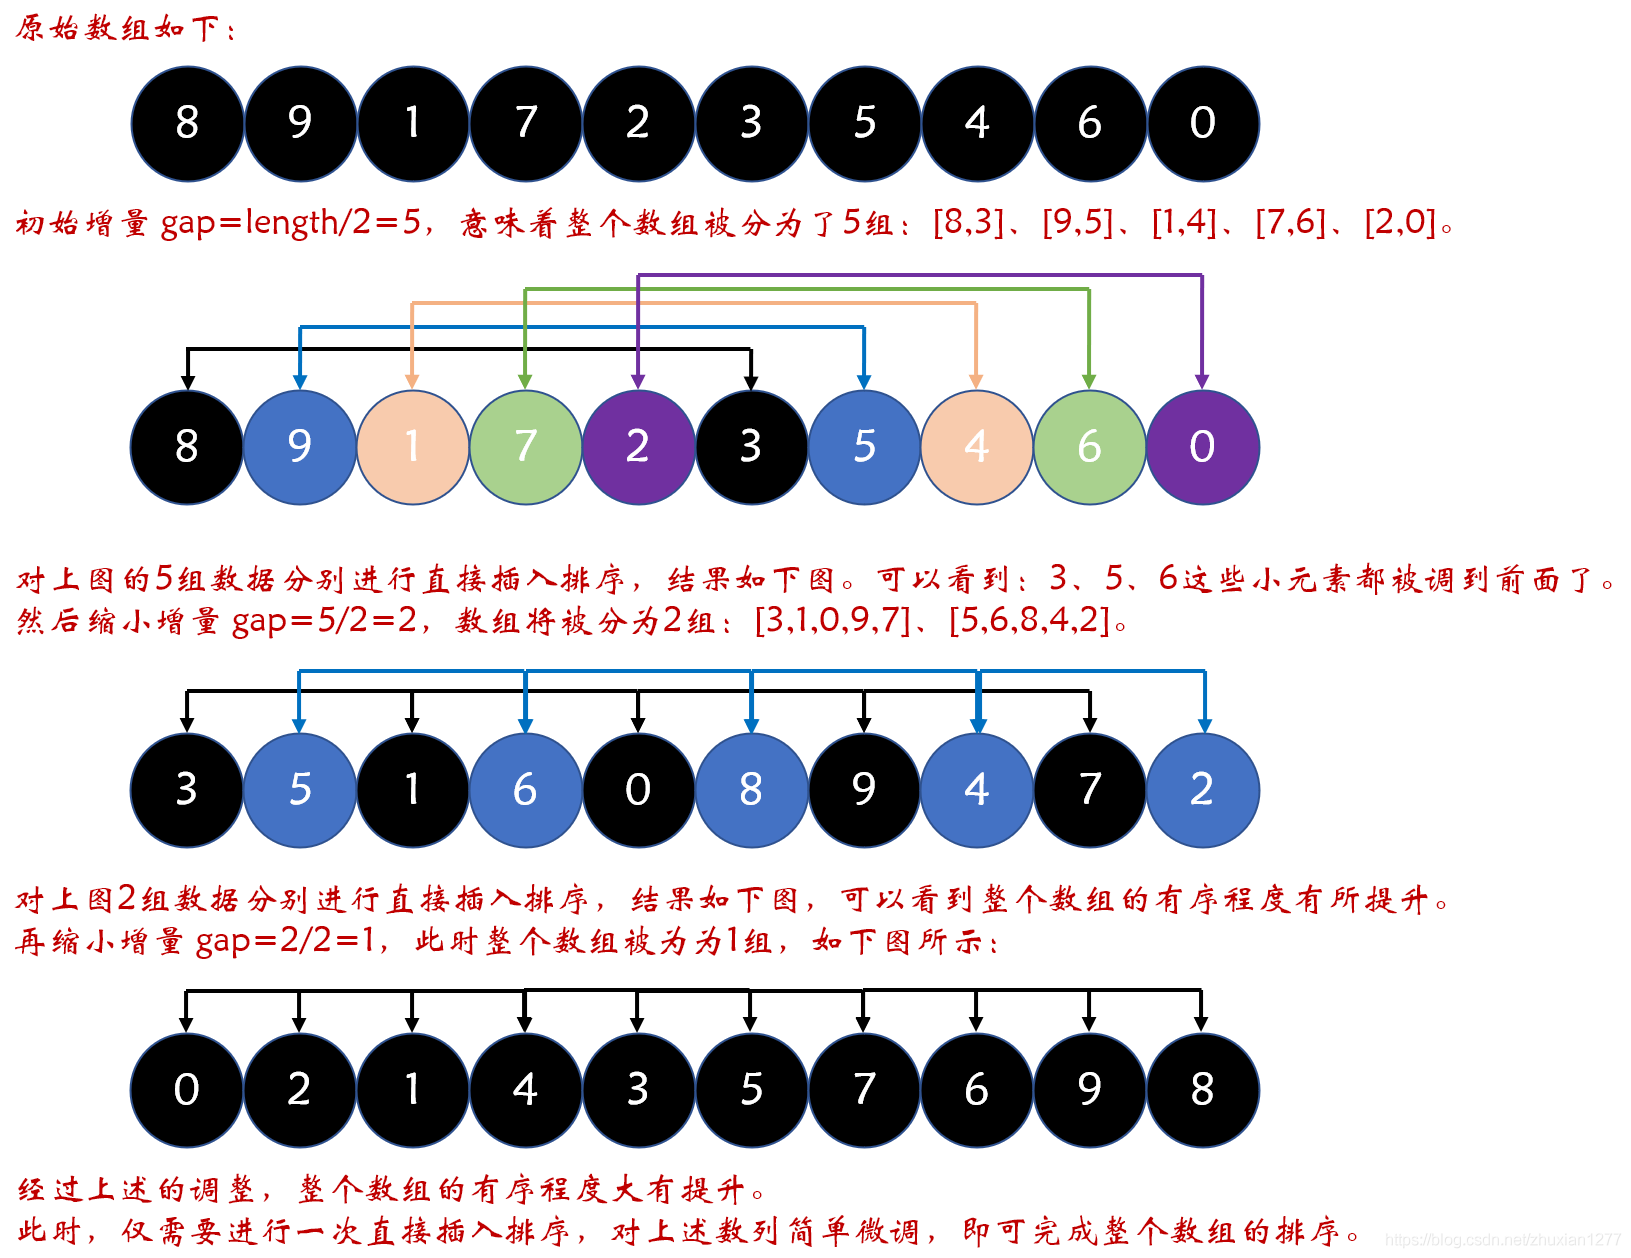 原始数组如下：
8 9 1 7 2 3 5 4 6 0
初始增量 gap=length/2=5，意味着整个数组被分为了5组：[8,3]、[9,5]、[1,4]、[7,6]、[2,0]。
8 9 1 7 2 3 5 4 6 0
对上图的5组数据分别进行直接插入排序，结果如下图。可以看到：3、5、6这些小元素都被调到前面了。
然后缩小增量 gap=5/2=2，数组将被分为2组：[3,1,0,9,7]、[5,6,8,4,2]。
3 5 1 6 0 8 9 4 7 2
对上图2组数据分别进行直接插入排序，结果如下图，可以看到整个数组的有序程度有所提升。
再缩小增量 gap=2/2=1，此时整个数组被为为1组，如下图所示：
0 2 1 4 3 5 7 6 9 8
经过上述的调整，整个数组的有序程度大有提升。
此时，仅需要进行一次直接插入排序，对上述数列简单微调，即可完成整个数组的排序。
https://blog.csdn.net/zhuxian1277